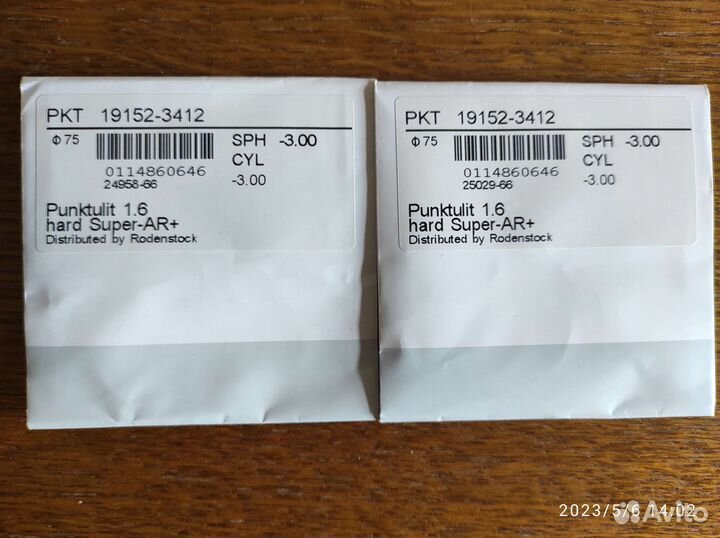 PKT 19152-3412
Φ75 SPH -3.00
CYL
0114860646
24958-66 -3.00
Punktulit 1.6
hard Super-AR+
Distributed by Rodenstock
PKT 19152-3412
Φ75 SPH -3.00
CYL
0114860646
25029-66 -3.00
Punktulit 1.6
hard Super-AR+
Distributed by Rodenstock
2023/5/6 14:02
Avito